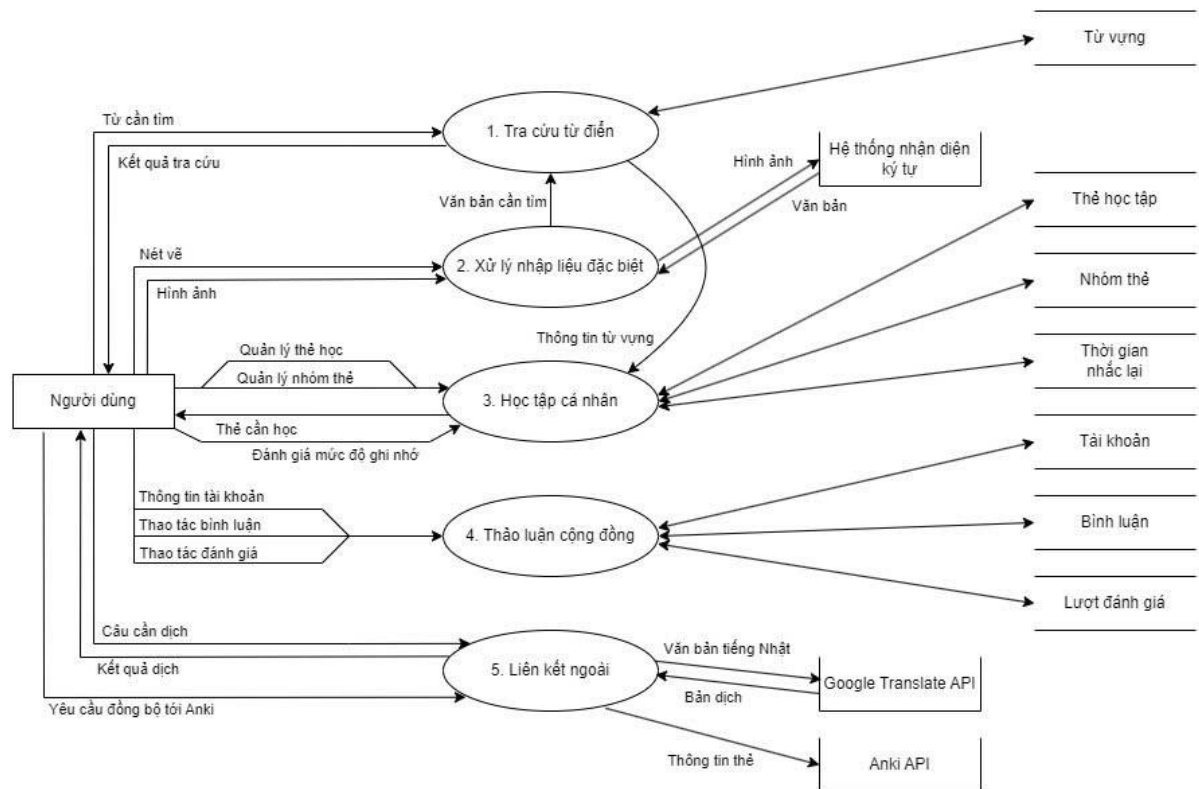 Từ vựng
Từ cần tìm
1. Tra cứu từ điển
Kết quả tra cứu
Hình ảnh
Hệ thống nhận diện
ký tự
Văn bản cần tìm
Văn bản
Thẻ học tập
Nét vẽ
2. Xử lý nhập liệu đặc biệt
Hình ảnh
Nhóm thẻ
Thông tin từ vựng
Quản lý thẻ học
Thời gian
nhắc lại
Quản lý nhóm thẻ
Người dùng
3. Học tập cá nhân
Thẻ cần học
Đánh giá mức độ ghi nhớ
Tài khoản
Thông tin tài khoản
Thao tác bình luận
4. Thảo luận cộng đồng
Bình luận
Thao tác đánh giá
Lượt đánh giá
Câu cần dịch
Văn bản tiếng Nhật
Kết quả dịch
5. Liên kết ngoài
Google Translate API
Bản dịch
Yêu cầu đồng bộ tới Anki
Thông tin thẻ
Anki API